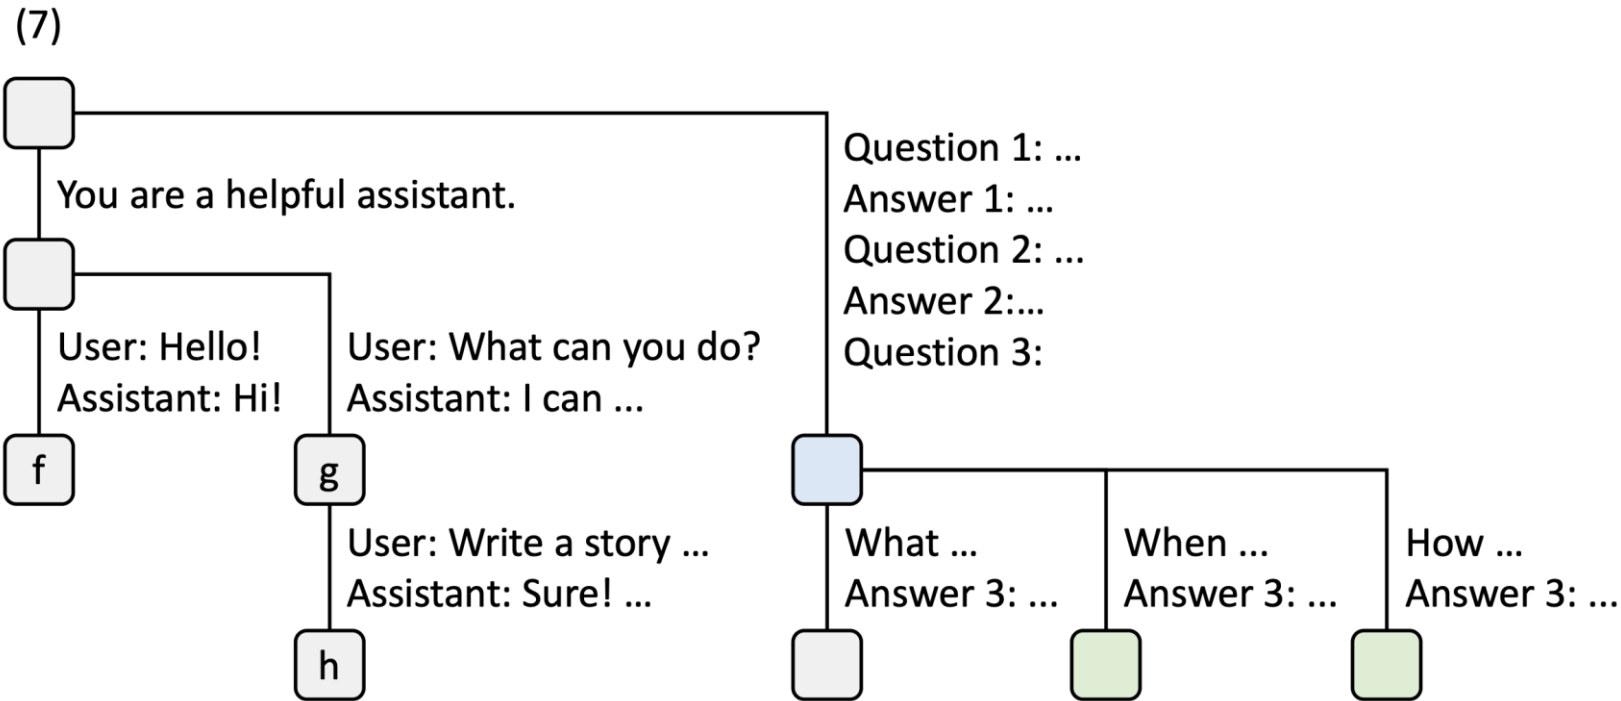 (7)
You are a helpful assistant.
Question 1: ...
Answer 1: ...
Question 2: ...
Answer 2:...
Question 3:
User: Hello!
Assistant: Hi!
User: What can you do?
Assistant: I can ...
f
g
User: Write a story ...
Assistant: Sure! ...
h
What ...
Answer 3: ...
When ...
Answer 3: ...
How ...
Answer 3: ...